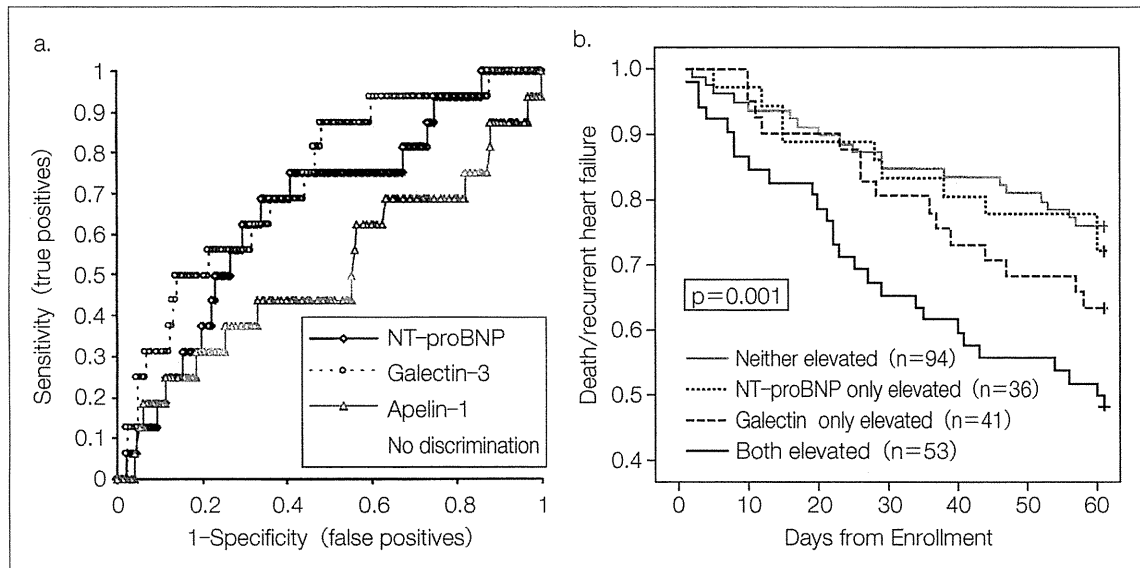 a.
Sensitivity (true positives)
1
0.9
0.8
0.7
0.6
0.5
0.4
0.3
0.2
0.1
0
0
0.2
0.4
0.6
0.8
1
1-Specificity (false positives)
NT-proBNP
Galectin-3
Apelin-1
No discrimination
b.
Death/recurrent heart failure
1.0
0.9
0.8
0.7
0.6
0.5
0.4
p=0.001
Neither elevated (n=94)
NT-proBNP only elevated (n=36)
Galectin only elevated (n=41)
Both elevated (n=53)
0
10
20
30
40
50
60
Days from Enrollment